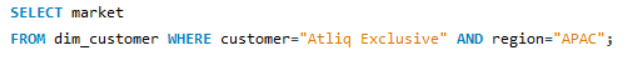 SELECT market
FROM dim_customer WHERE customer="Atliq Exclusive" AND region="APAC";